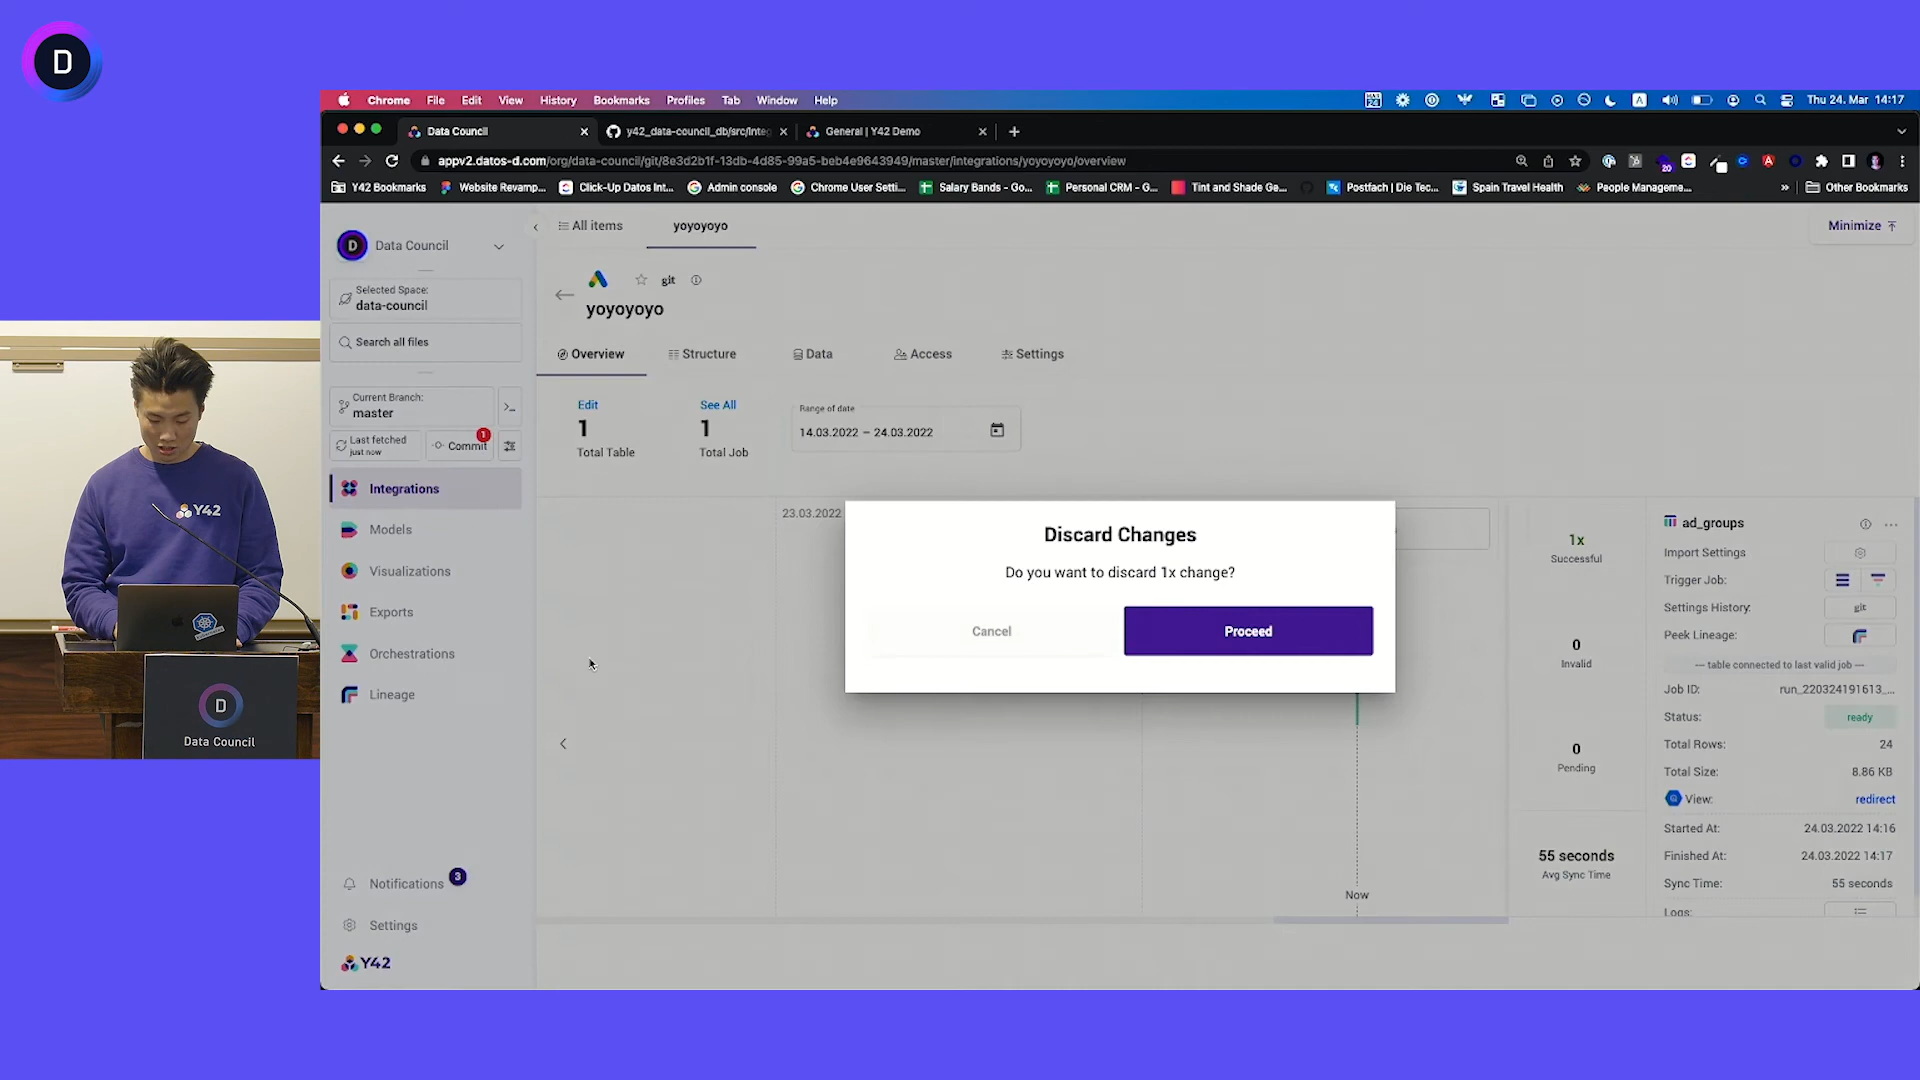 D
Chrome File Edit View History Bookmarks Profiles Tab Window Help
Thu 24. Mar 14:17
Data Council
y42_data-council_db/src/integ
General | Y42 Demo
appv2.datos-d.com/org/data-council/git/8e3d2b1f-13db-4d85-99a5-beb4e9643949/master/integrations/yoyoyoyo/overview
20
Y42 Bookmarks
Website Revamp...
Click-Up Datos Int...
Admin console
Chrome User Setti...
Salary Bands - Go...
Personal CRM - G...
Tint and Shade Ge...
Postfach | Die Tec...
Spain Travel Health
People Manageme...
Other Bookmarks
D Data Council
All items
yoyoyoyo
Minimize
Selected Space:
data-council
git
yoyoyoyo
Search all files
Overview
Structure
Data
Access
Settings
Current Branch:
master
Last fetched
just now
Commit
1
Edit
1
Total Table
See All
1
Total Job
Range of date
14.03.2022 – 24.03.2022
Integrations
Models
Visualizations
Exports
Orchestrations
Lineage
Notifications
3
Settings
Y42
23.03.2022
Discard Changes
Do you want to discard 1x change?
Cancel
Proceed
Now
1x
Successful
0
Invalid
0
Pending
55 seconds
Avg Sync Time
ad_groups
Import Settings
Trigger Job:
Settings History:
git
Peek Lineage:
--- table connected to last valid job ---
Job ID:
run_220324191613_...
Status:
ready
Total Rows:
24
Total Size:
8.86 KB
View:
redirect
Started At:
24.03.2022 14:16
Finished At:
24.03.2022 14:17
Sync Time:
55 seconds
Logs:
Y42
D
Data Council